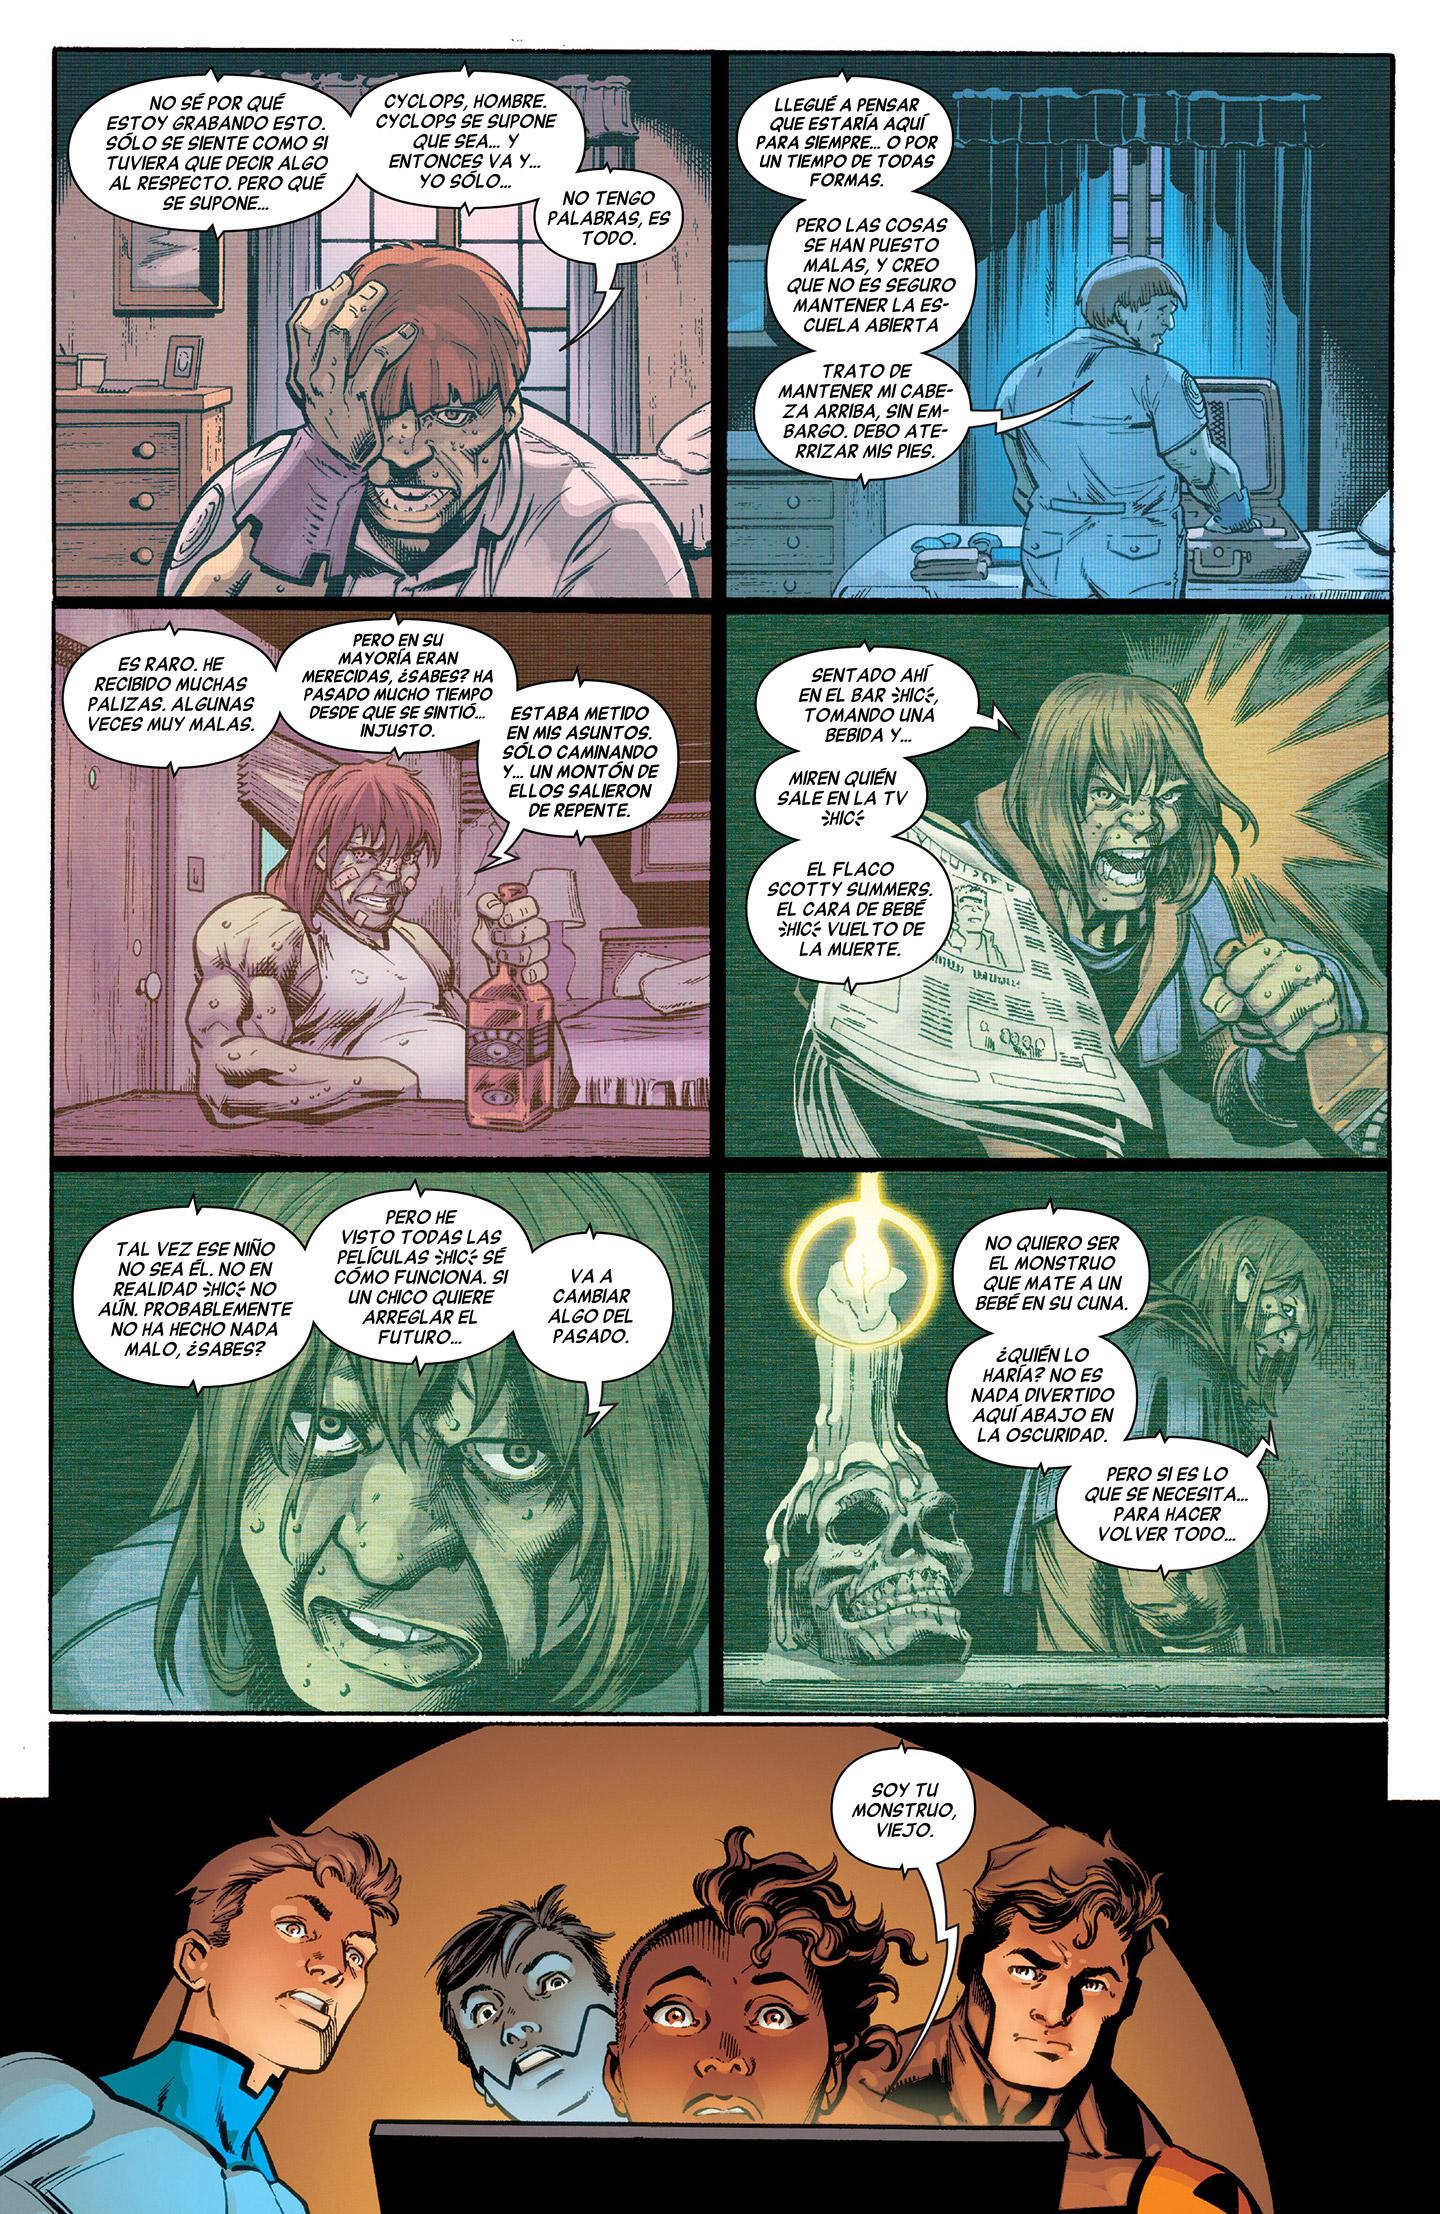 NO SÉ POR QUÉ
ESTOY GRABANDO ESTO.
SÓLO SE SIENTE COMO SI
TUVIERA QUE DECIR ALGO
AL RESPECTO. PERO QUÉ
SE SUPONE...
CYCLOPS, HOMBRE.
CYCLOPS SE SUPONE
QUE SEA... Y
ENTONCES VA Y...
YO SÓLO...
NO TENGO
PALABRAS, ES
TODO.
LLEGUÉ A PENSAR
QUE ESTARÍA AQUÍ
PARA SIEMPRE... O POR
UN TIEMPO DE TODAS
FORMAS.
PERO LAS COSAS
SE HAN PUESTO
MALAS, Y CREO
QUE NO ES SEGURO
MANTENER LA ES-
CUELA ABIERTA
TRATO DE
MANTENER MI CABE-
ZA ARRIBA, SIN EM-
BARGO. DEBO ATE-
RRIZAR MIS PIES.
ES RARO. HE
RECIBIDO MUCHAS
PALIZAS. ALGUNAS
VECES MUY MALAS.
PERO EN SU
MAYORÍA ERAN
MERECIDAS, ¿SABES? HA
PASADO MUCHO TIEMPO
DESDE QUE SE SINTIÓ...
INJUSTO.
ESTABA METIDO
EN MIS ASUNTOS.
SÓLO CAMINANDO
Y... UN MONTÓN DE
ELLOS SALIERON
DE REPENTE.
SENTADO AHÍ
EN EL BAR HIC,
TOMANDO UNA
BEBIDA Y...
MIREN QUIÉN
SALE EN LA TV
HIC
EL FLACO
SCOTTY SUMMERS.
EL CARA DE BEBÉ
HIC VUELTO DE
LA MUERTE.
TAL VEZ ESE NIÑO
NO SEA ÉL. NO EN
REALIDAD HIC NO
AÚN. PROBABLEMENTE
NO HA HECHO NADA
MALO, ¿SABES?
PERO HE
VISTO TODAS LAS
PELÍCULAS HIC SÉ
CÓMO FUNCIONA. SI
UN CHICO QUIERE
ARREGLAR EL
FUTURO...
VA A
CAMBIAR
ALGO DEL
PASADO.
NO QUIERO SER
EL MONSTRUO
QUE MATE A UN
BEBÉ EN SU CUNA.
¿QUIÉN LO
HARÍA? NO ES
NADA DIVERTIDO
AQUÍ ABAJO EN
LA OSCURIDAD.
PERO SI ES LO
QUE SE NECESITA...
PARA HACER
VOLVER TODO...
SOY TU
MONSTRUO,
VIEJO.